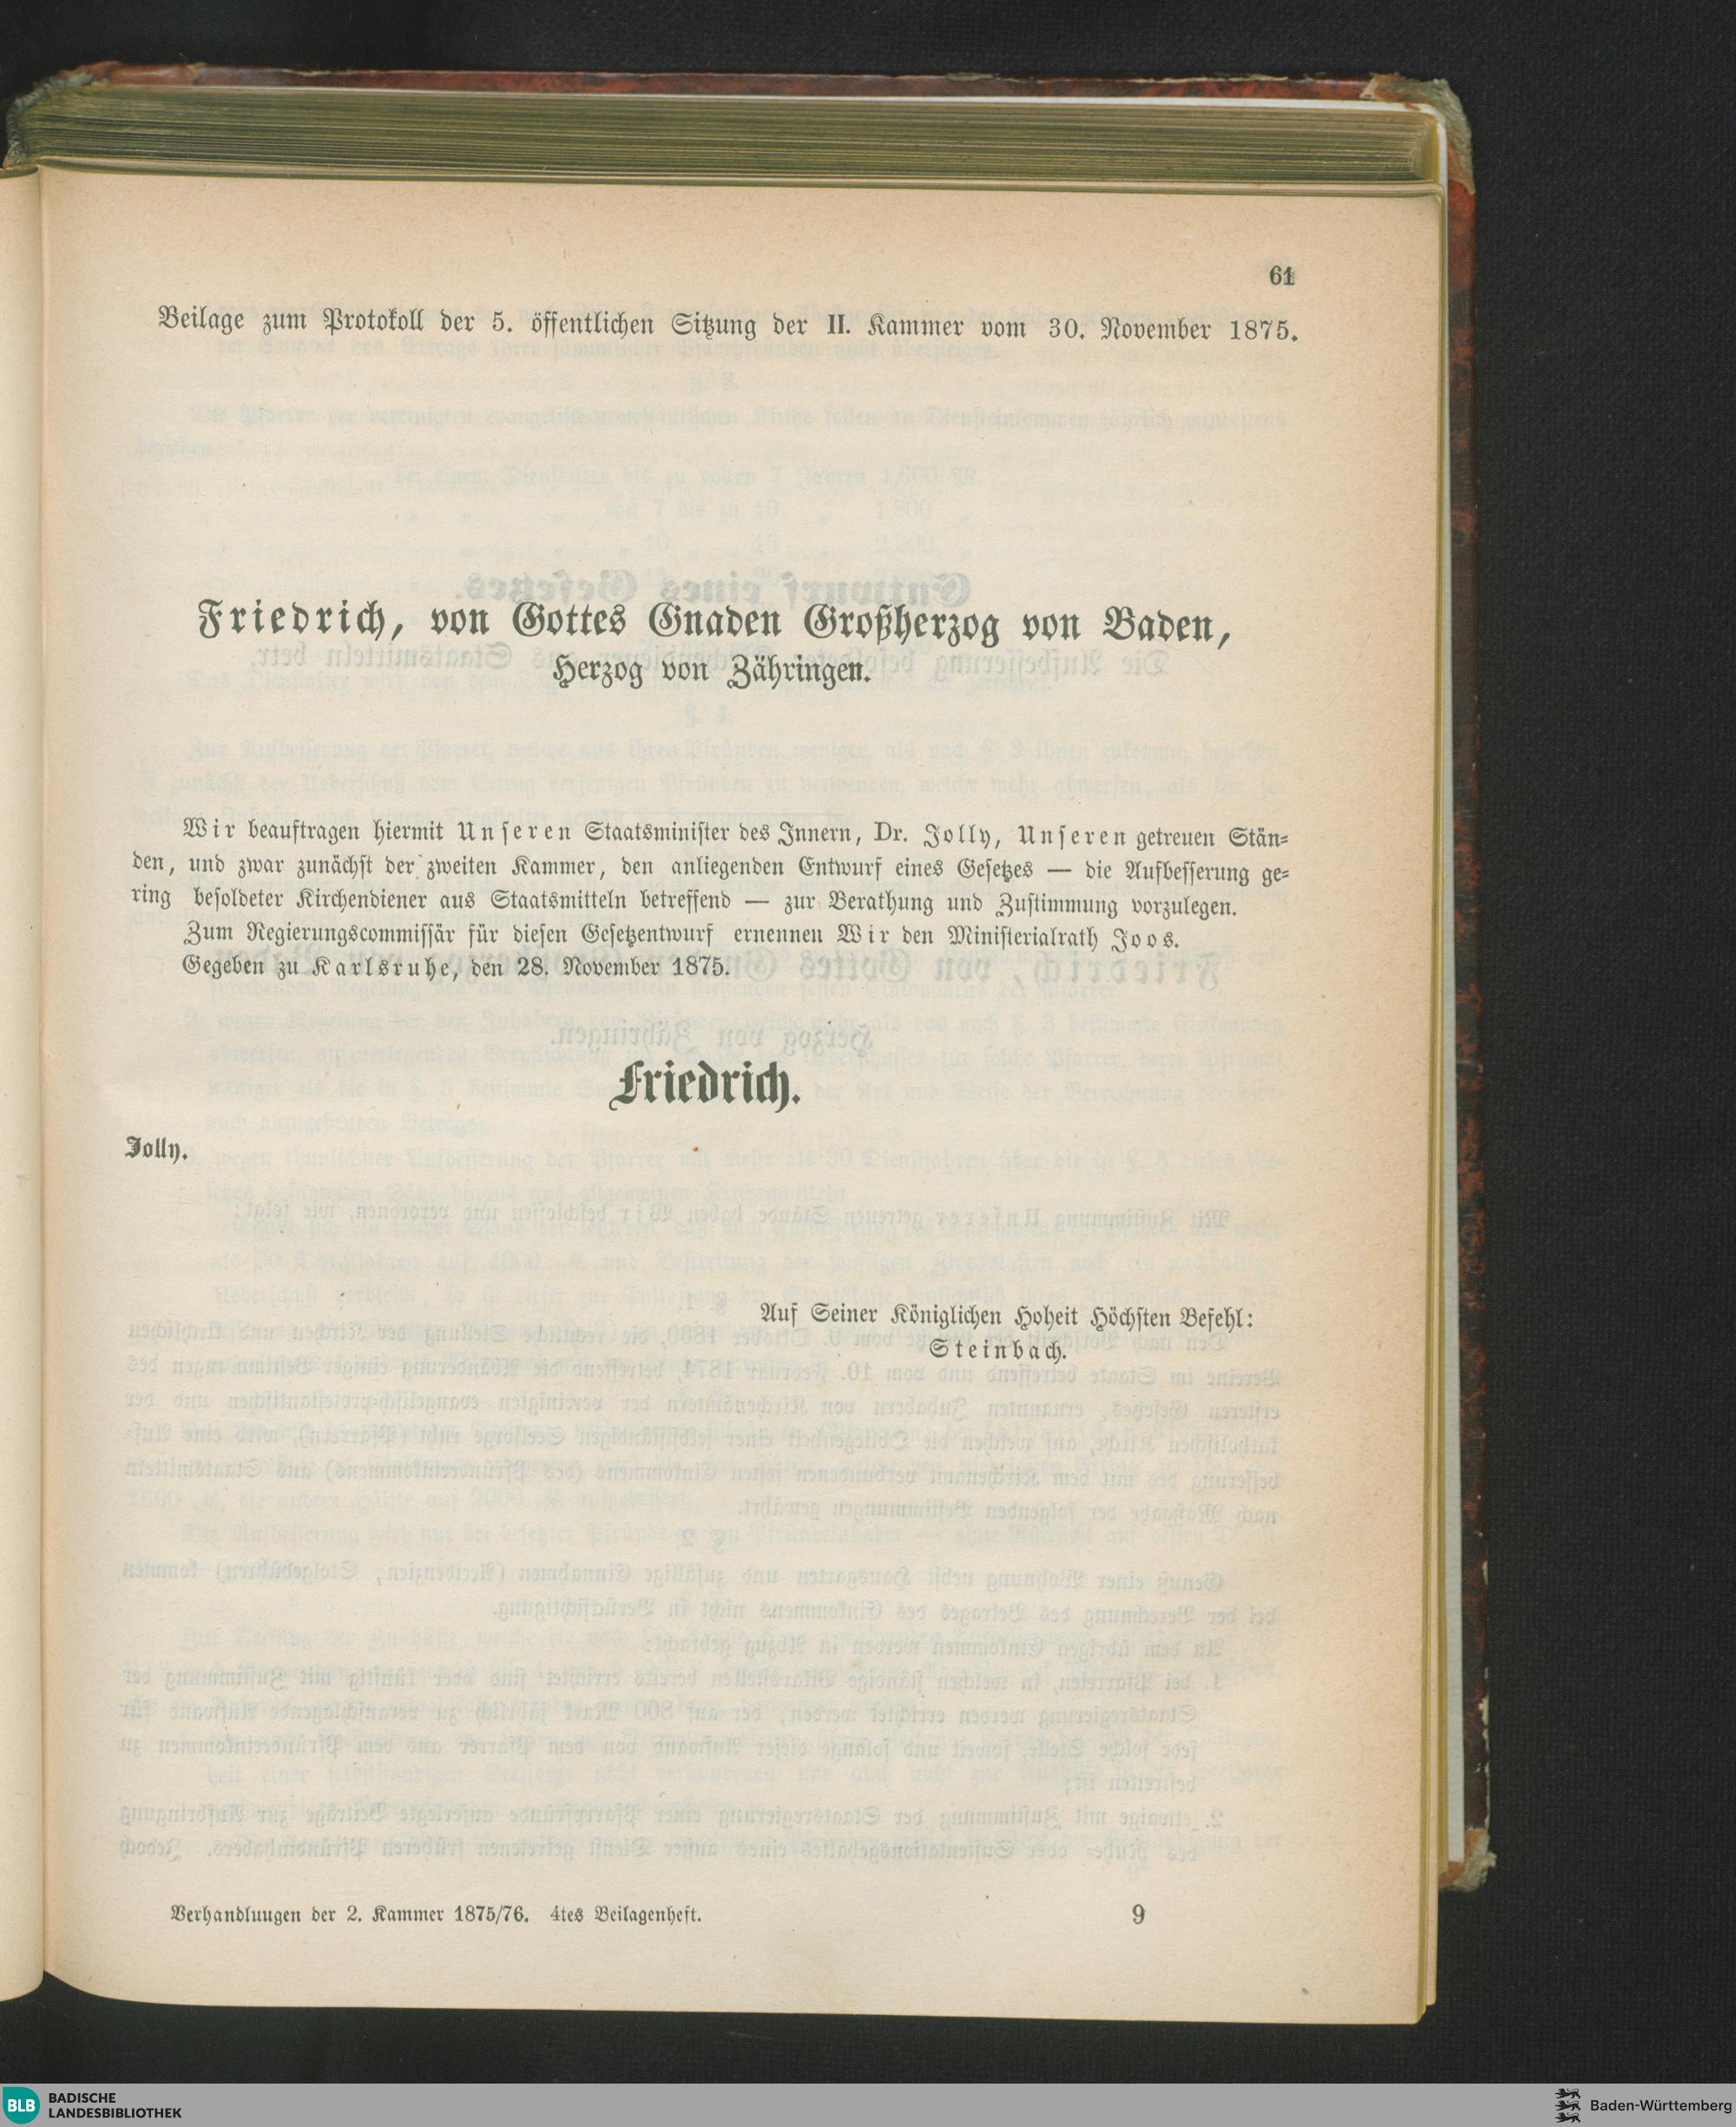 61
Beilage zum Protokoll der 5. öffentlichen Sitzung der II. Kammer vom 30. November 1875.
Friedrich, von Gottes Gnaden Großherzog von Baden,
Herzog von Zähringen.
Wir beauftragen hiermit Unseren Staatsminister des Innern, Dr. Jolly, Unseren getreuen Stän-
den, und zwar zunächst der zweiten Kammer, den anliegenden Entwurf eines Gesetzes — die Aufbesserung ge-
ring besoldeter Kirchendiener aus Staatsmitteln betreffend — zur Berathung und Zustimmung vorzulegen.
Zum Regierungscommissär für diesen Gesetzentwurf ernennen Wir den Ministerialrath Joos.
Gegeben zu Karlsruhe, den 28. November 1875.
Friedrich.
Jolly.
Auf Seiner Königlichen Hoheit Höchsten Befehl:
Steinbach.
Verhandluugen der 2. Kammer 1875/76. 4tes Beilagenheft.
9
BLB BADISCHE
LANDESBIBLIOTHEK
Baden-Württemberg